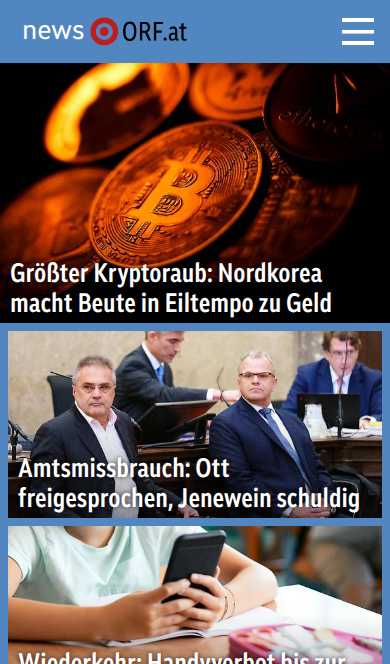 news ORF.at
Größter Kryptoraub: Nordkorea
macht Beute in Eiltempo zu Geld
Amtsmissbrauch: Ott
freigesprochen, Jenewein schuldig
Wiederkehr: Handyverbot bis zur